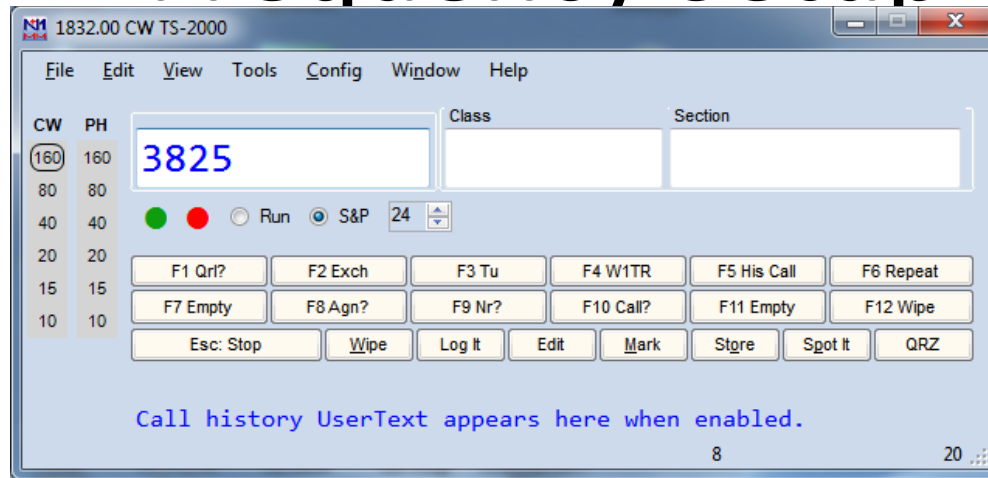 1832.00 CW TS-2000
File Edit View Tools Config Window Help
Class Section
CW PH
3825
160 160
80 80
40 40
20 20
15 15
10 10
Run S&P 24
F1 Qrl? F2 Exch F3 Tu F4 W1TR F5 His Call F6 Repeat
F7 Empty F8 Agn? F9 Nr? F10 Call? F11 Empty F12 Wipe
Esc: Stop Wipe Log It Edit Mark Store Spot It QRZ
Call history UserText appears here when enabled.
8 20